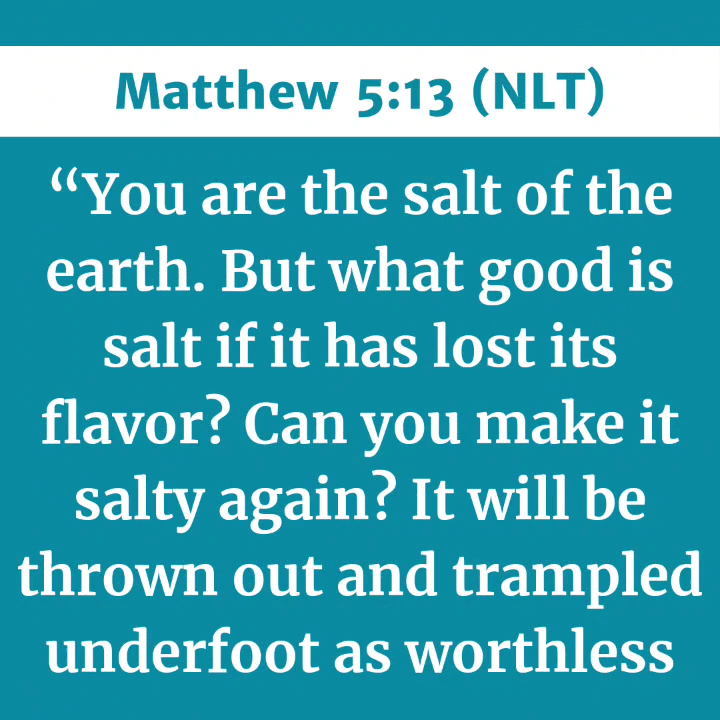 Matthew 5:13 (NLT)
“You are the salt of the
earth. But what good is
salt if it has lost its
flavor? Can you make it
salty again? It will be
thrown out and trampled
underfoot as worthless